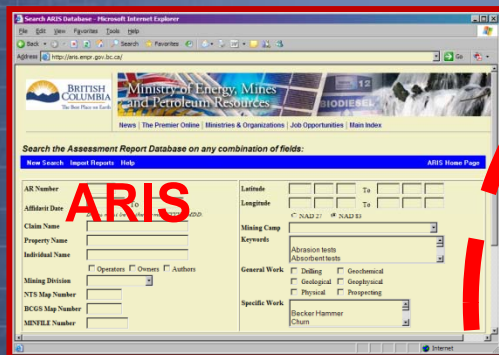 Search ARIS Database - Microsoft Internet Explorer
File Edit View Favorites Tools Help
Back Search Favorites
Address http://aris.empr.gov.bc.ca/ Go
BRITISH COLUMBIA
The Best Place on Earth
Ministry of Energy, Mines and Petroleum Resources
12
BIODIESEL
News | The Premier Online | Ministries & Organizations | Job Opportunities | Main Index
Search the Assessment Report Database on any combination of fields:
New Search Import Reports Help ARIS Home Page
AR Number
Affidavit Date To
ARIS
Claim Name
Property Name
Individual Name
Operators Owners Authors
Mining Division
NTS Map Number
BCGS Map Number
MINFILE Number
Latitude To
Longitude To
NAD 27 NAD 83
Mining Camp
Keywords
Abrasion tests
Absorbent tests
General Work Drilling Geochemical
Geological Geophysical
Physical Prospecting
Specific Work
Becker Hammer
Churn
Internet